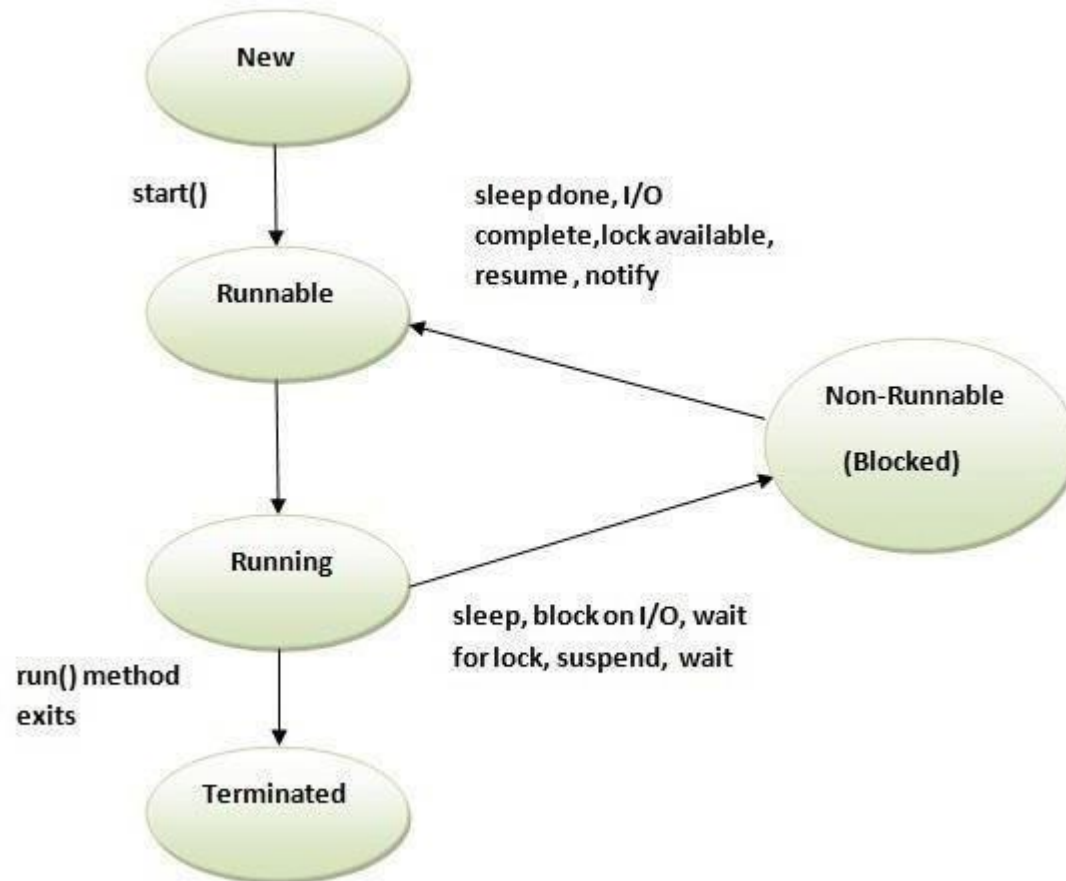 New
start()
sleep done, I/O
complete,lock available,
resume , notify
Runnable
Non-Runnable
(Blocked)
Running
sleep, block on I/O, wait
for lock, suspend, wait
run() method
exits
Terminated